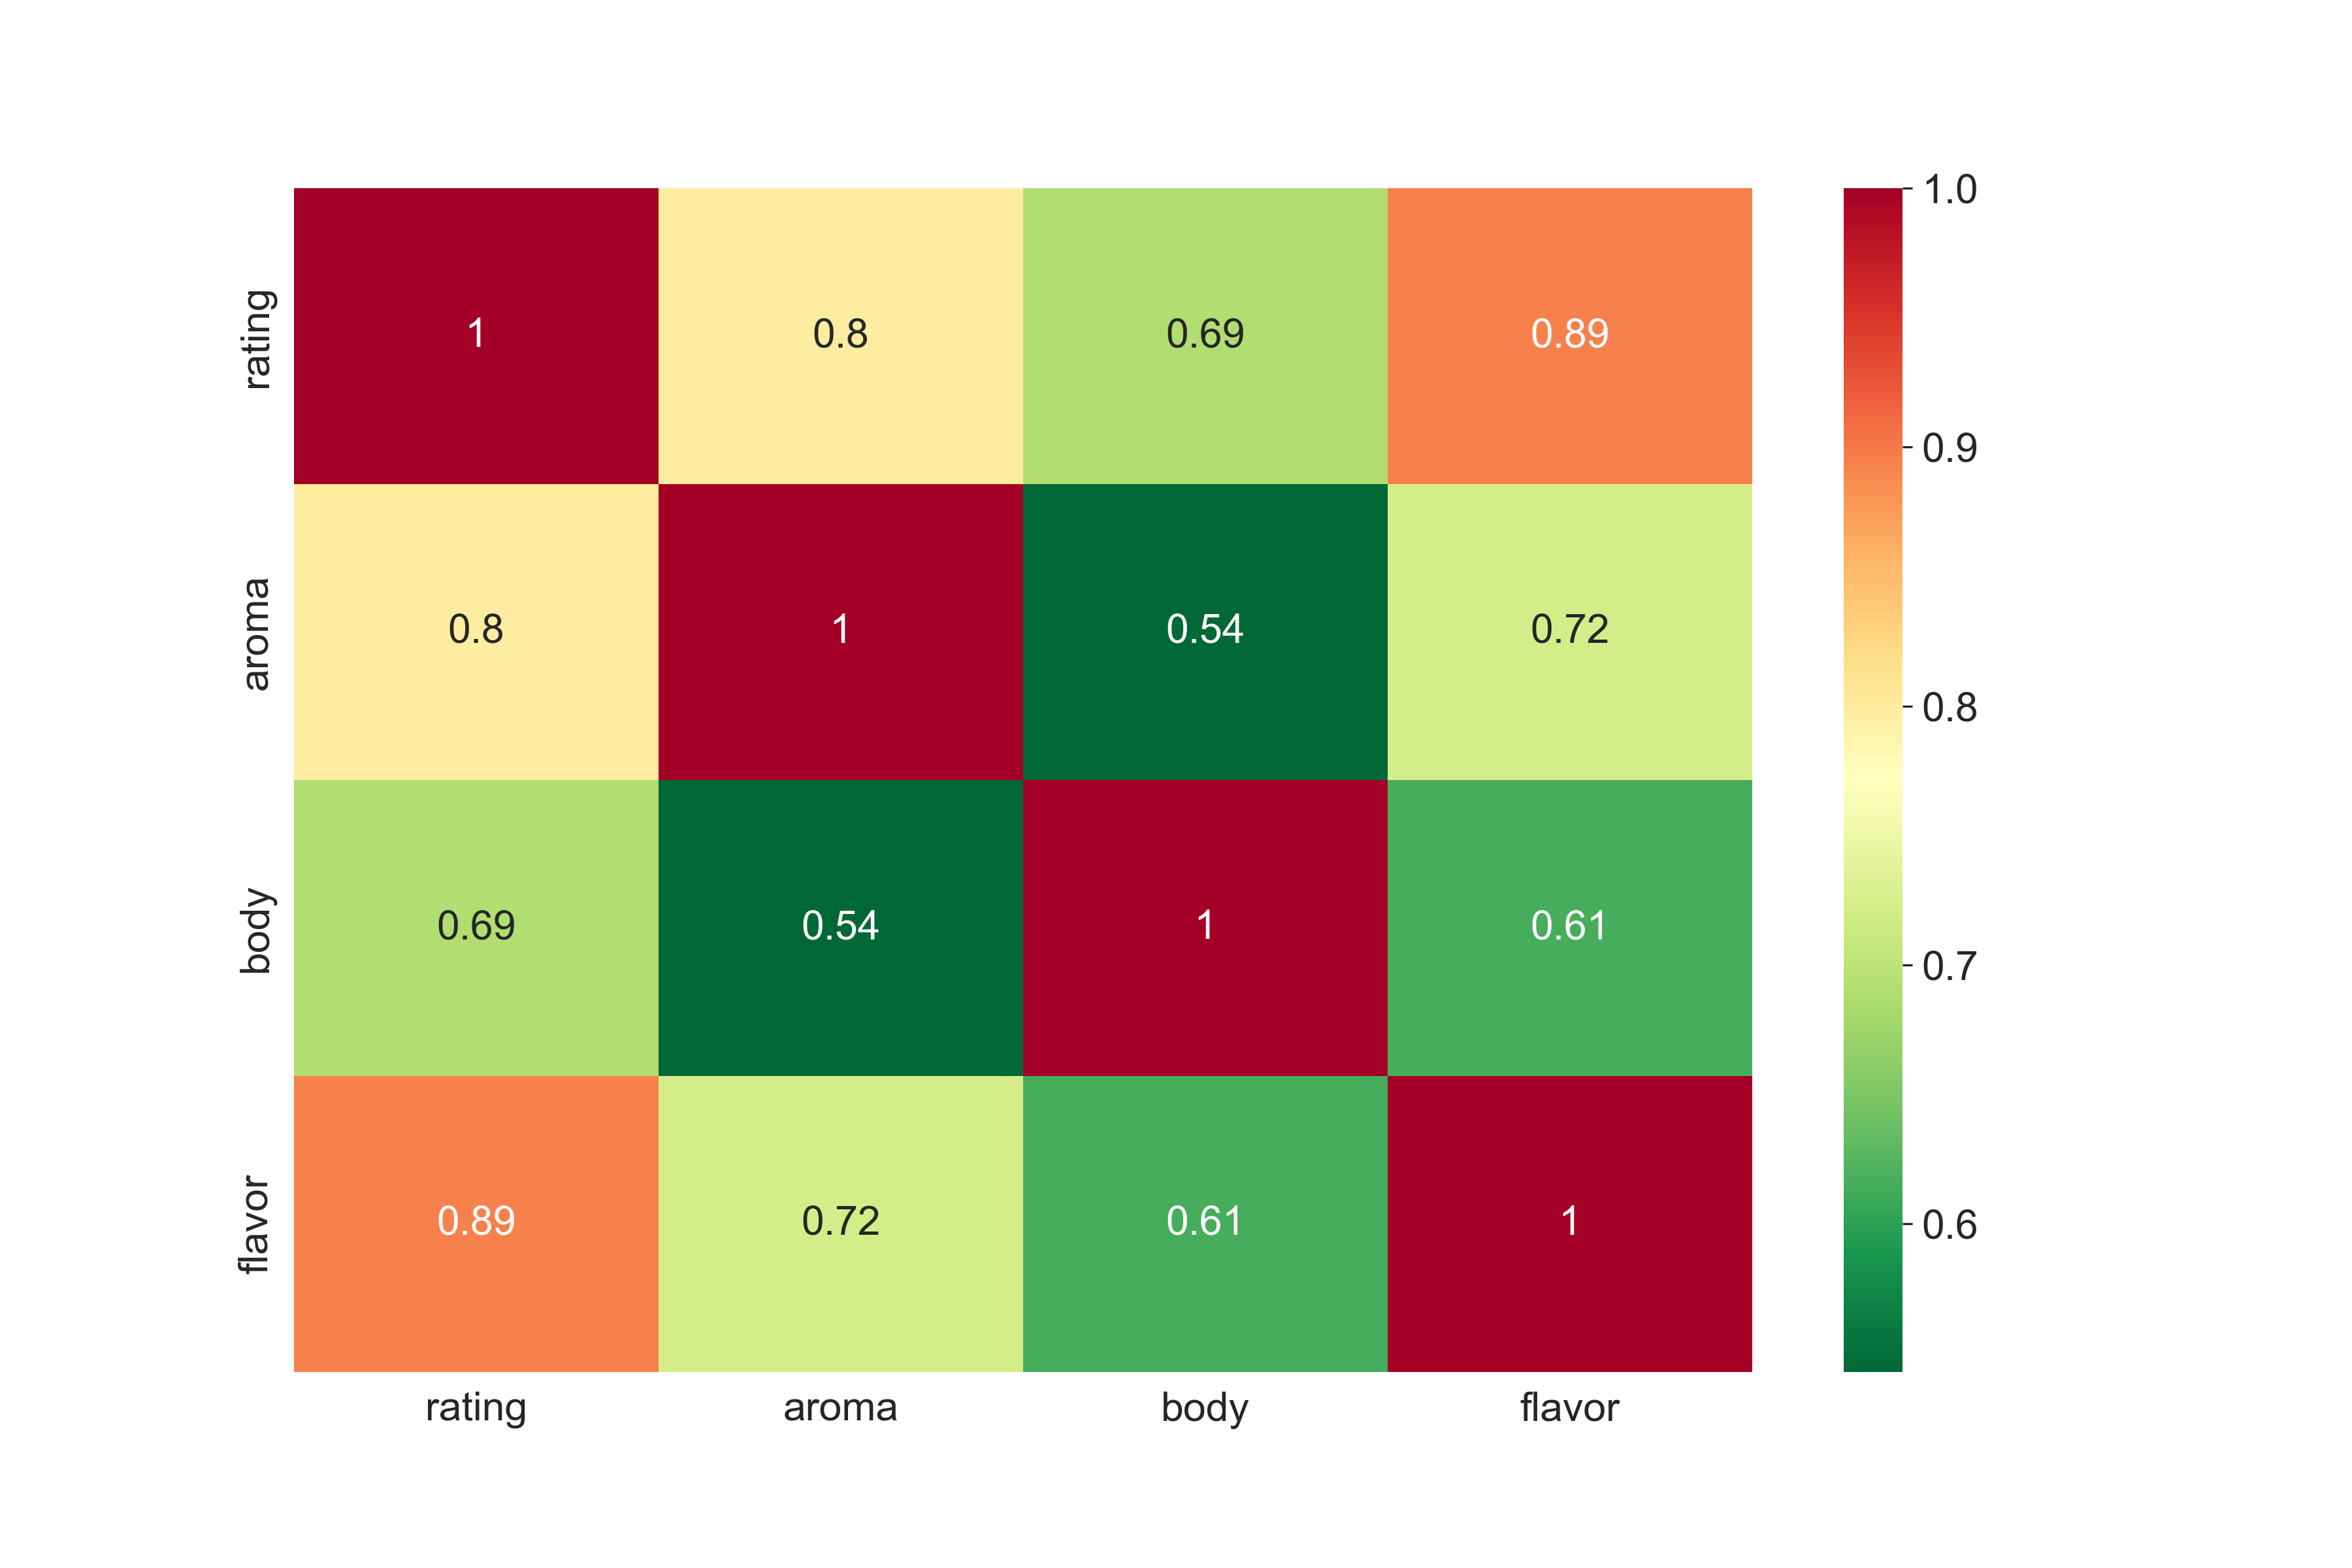 rating 1 0.8 0.69 0.89
aroma 0.8 1 0.54 0.72
body 0.69 0.54 1 0.61
flavor 0.89 0.72 0.61 1
rating aroma body flavor
1.0
0.9
0.8
0.7
0.6